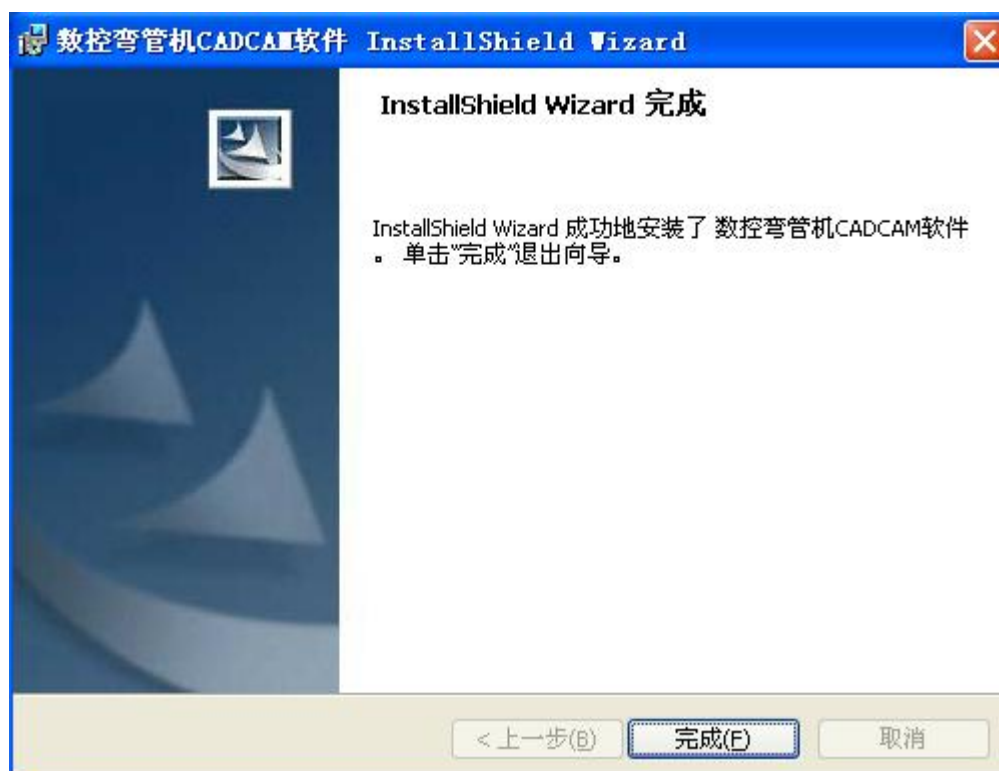 数控弯管机CADCAM软件 InstallShield Wizard
InstallShield Wizard 完成
InstallShield Wizard 成功地安装了 数控弯管机CADCAM软件
。 单击"完成"退出向导。
<上一步(B) 完成(F) 取消